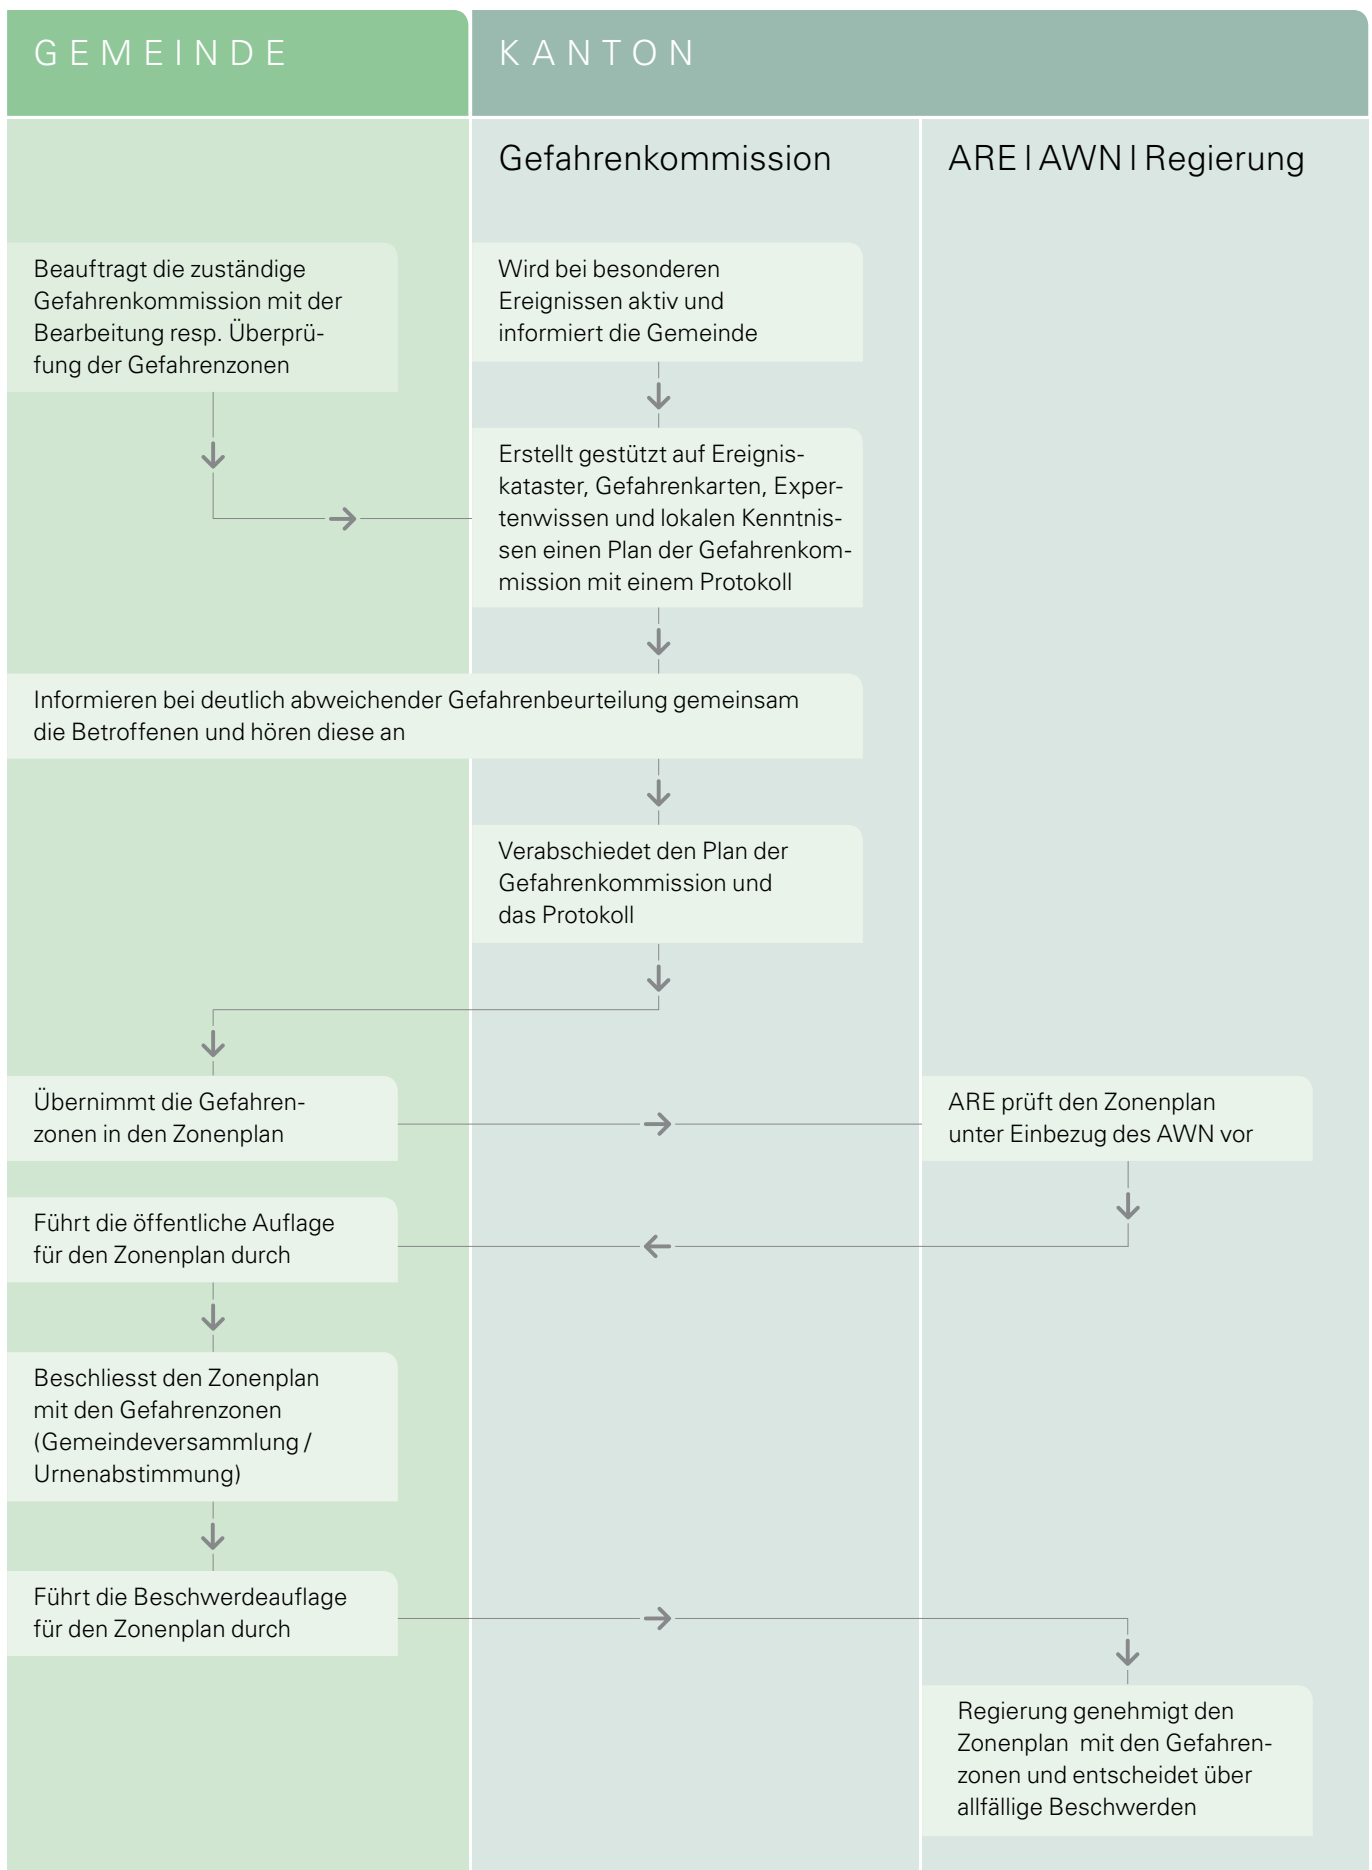 GEMEINDE
KANTON
Gefahrenkommission
ARE | AWN | Regierung
Beauftragt die zuständige
Gefahrenkommission mit der
Bearbeitung resp. Überprü-
fung der Gefahrenzonen
Wird bei besonderen
Ereignissen aktiv und
informiert die Gemeinde
Erstellt gestützt auf Ereignis-
kataster, Gefahrenkarten, Exper-
tenwissen und lokalen Kenntnis-
sen einen Plan der Gefahrenkom-
mission mit einem Protokoll
Informieren bei deutlich abweichender Gefahrenbeurteilung gemeinsam
die Betroffenen und hören diese an
Verabschiedet den Plan der
Gefahrenkommission und
das Protokoll
Übernimmt die Gefahren-
zonen in den Zonenplan
ARE prüft den Zonenplan
unter Einbezug des AWN vor
Führt die öffentliche Auflage
für den Zonenplan durch
Beschliesst den Zonenplan
mit den Gefahrenzonen
(Gemeindeversammlung /
Urnenabstimmung)
Führt die Beschwerdeauflage
für den Zonenplan durch
Regierung genehmigt den
Zonenplan mit den Gefahren-
zonen und entscheidet über
allfällige Beschwerden